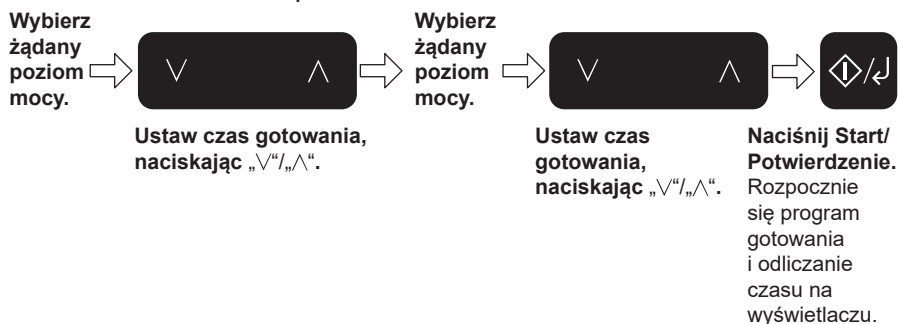 Wybierz
żądany
poziom
mocy.
∨ ∧
Ustaw czas gotowania,
naciskając „∨“/„∧“.
Wybierz
żądany
poziom
mocy.
∨ ∧
Ustaw czas
gotowania,
naciskając „∨“/„∧“.
Naciśnij Start/
Potwierdzenie.
Rozpocznie
się program
gotowania
i odliczanie
czasu na
wyświetlaczu.